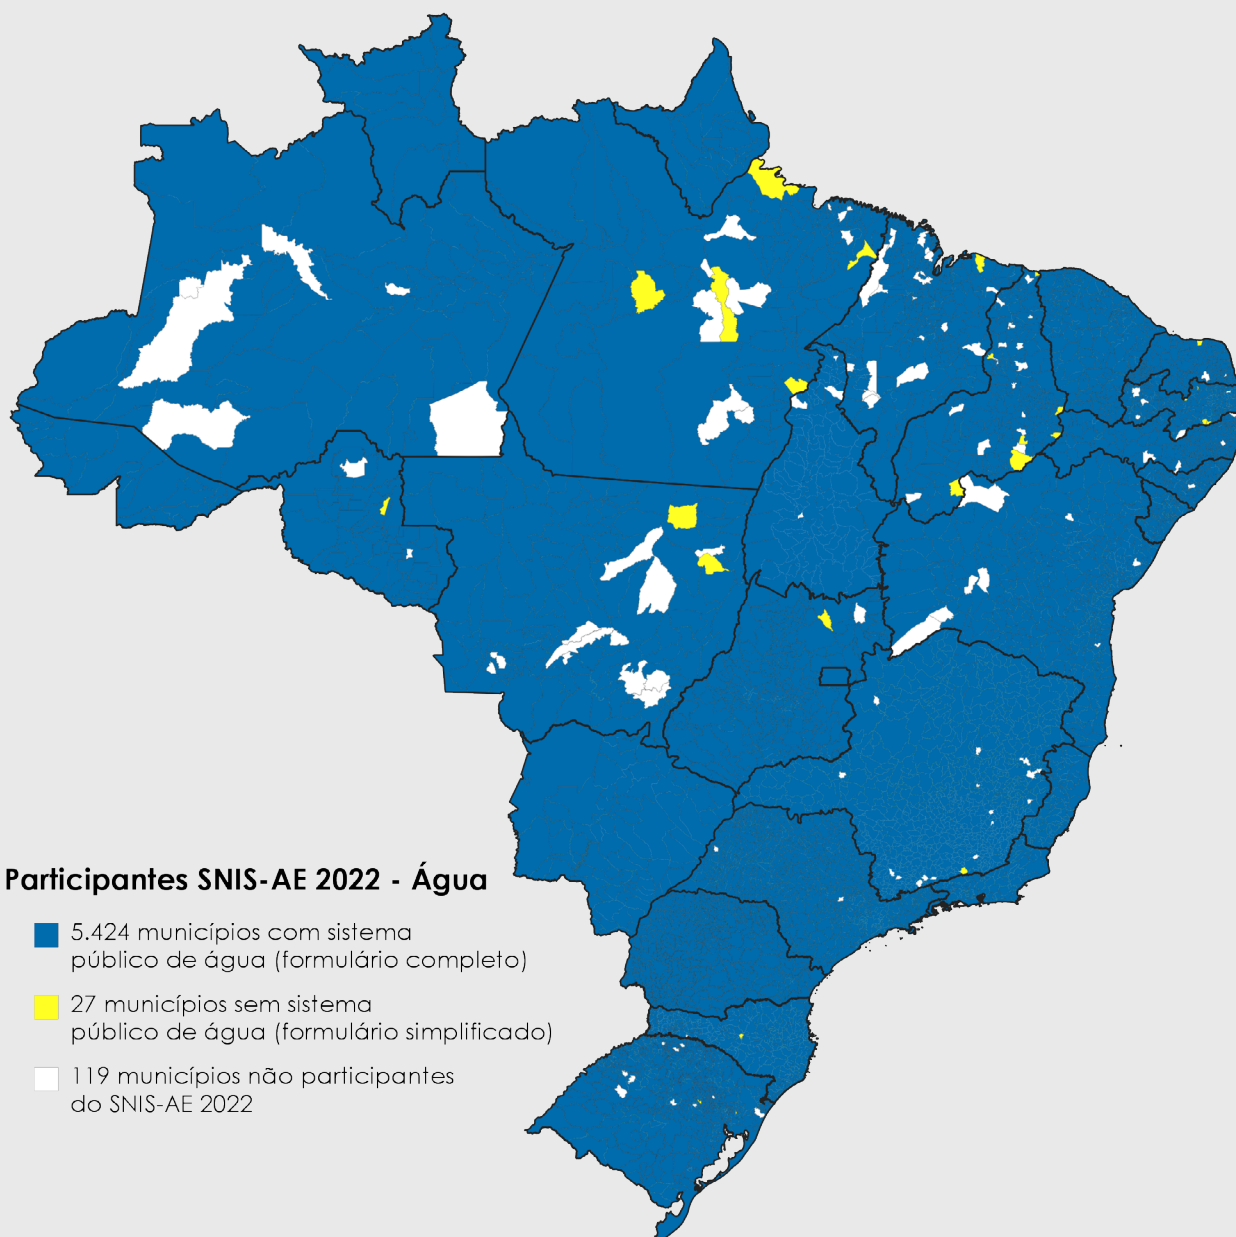 Participantes SNIS-AE 2022 - Água
5.424 municípios com sistema
público de água (formulário completo)
27 municípios sem sistema
público de água (formulário simplificado)
119 municípios não participantes
do SNIS-AE 2022